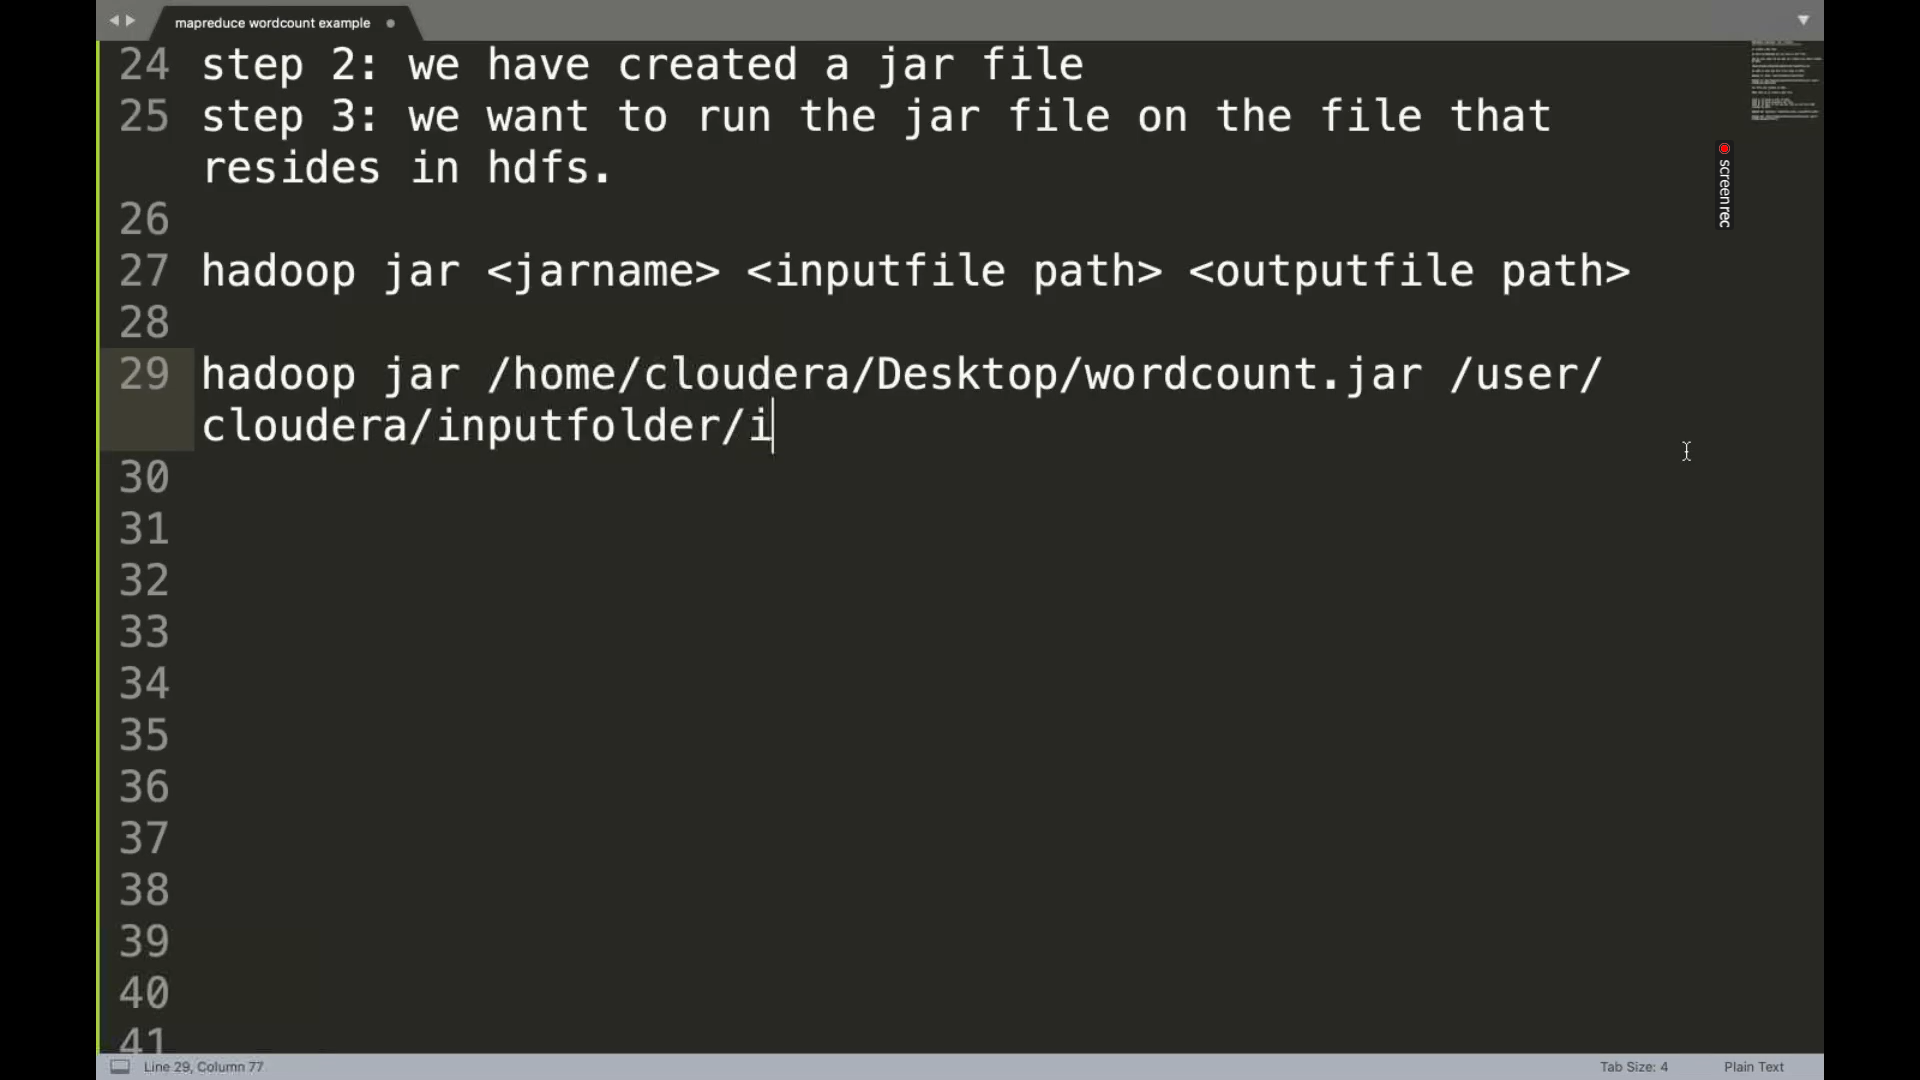 mapreduce wordcount example
24 step 2: we have created a jar file
25 step 3: we want to run the jar file on the file that
resides in hdfs.
26
27 hadoop jar <jarname> <inputfile path> <outputfile path>
28
29 hadoop jar /home/cloudera/Desktop/wordcount.jar /user/
cloudera/inputfolder/i
30
31
32
33
34
35
36
37
38
39
40
41
screenrec
Line 29, Column 77
Tab Size: 4
Plain Text